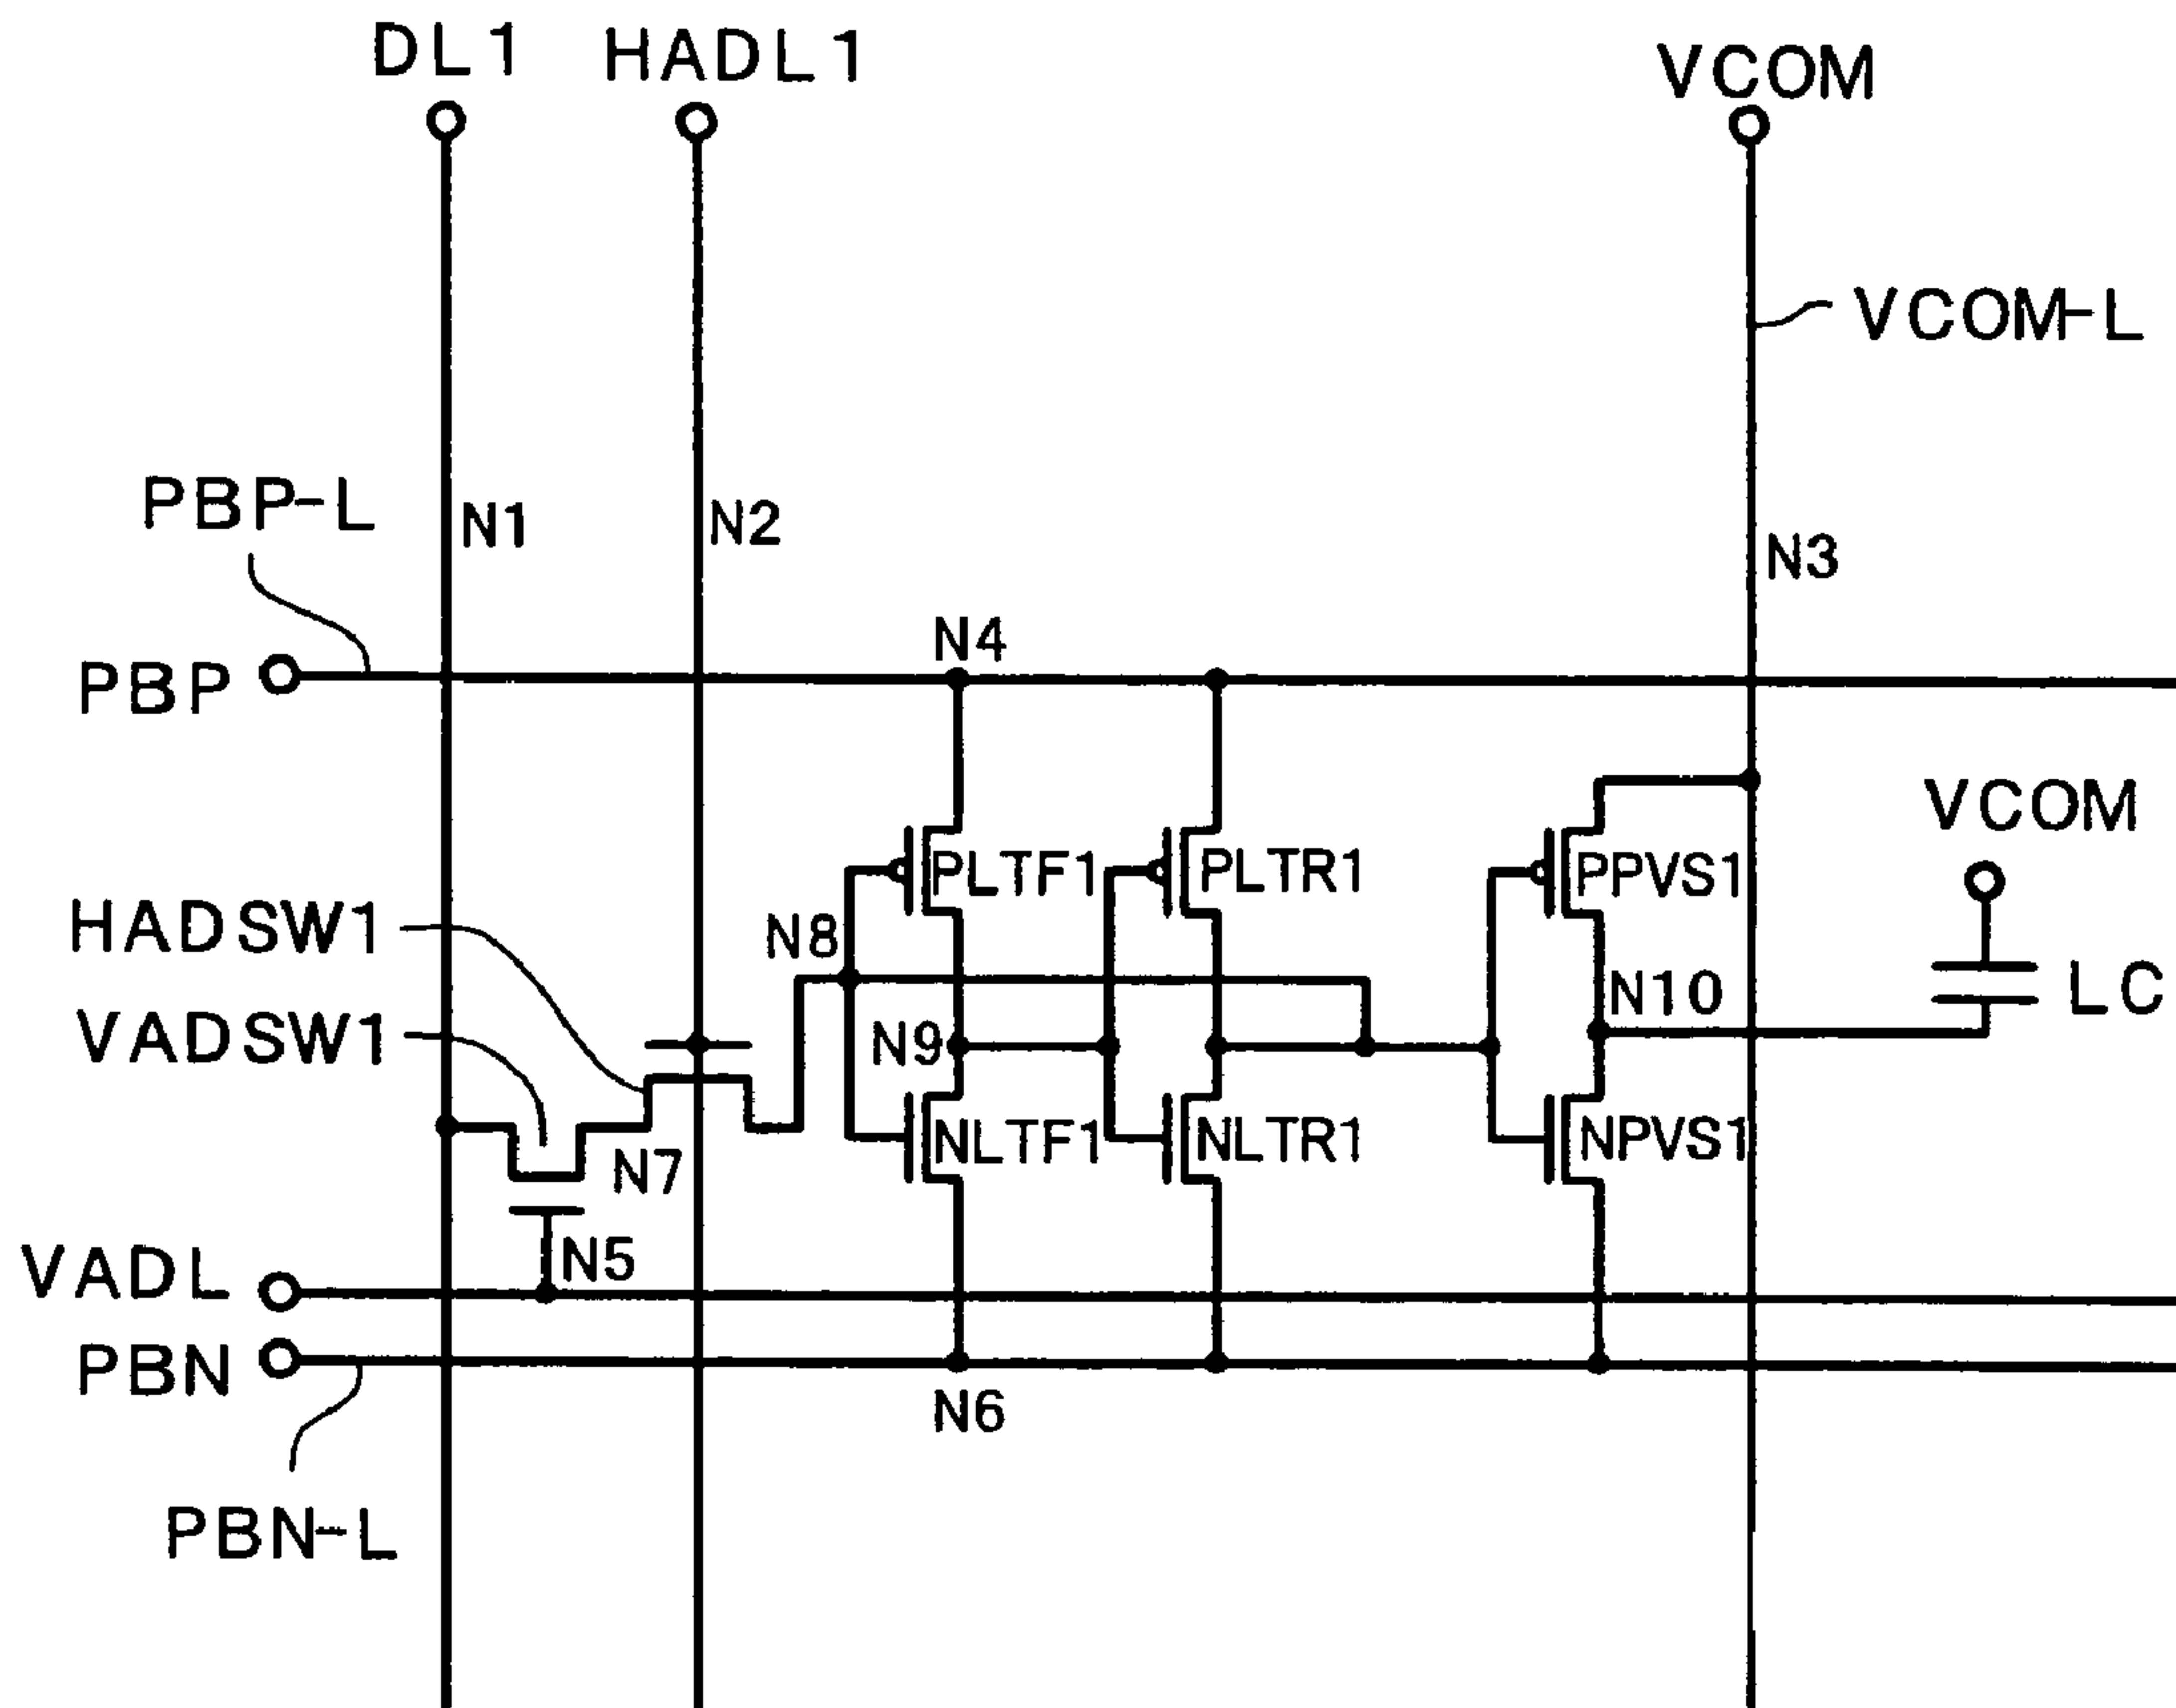 DL1 HADL1 VCOM
VCOM-L
PBP-L
N1 N2 N3
N4
PBP
VCOM
PLTF1 PLTR1 PPVS1
HADSW1
N8
N10 LC
VADSW1
N9
NLTF1 NLTR1 NPVS1
N7
N5
VADL
PBN
N6
PBN-L